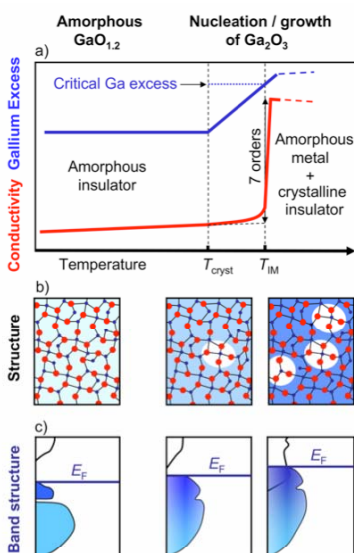 Amorphous
GaO1.2
Nucleation / growth
of Ga2O3
a)
Conductivity Gallium Excess
Critical Ga excess
Amorphous
insulator
7 orders
Amorphous
metal
+
crystalline
insulator
Temperature
Tcryst
TIM
b)
Structure
c)
Band structure
EF
EF
EF